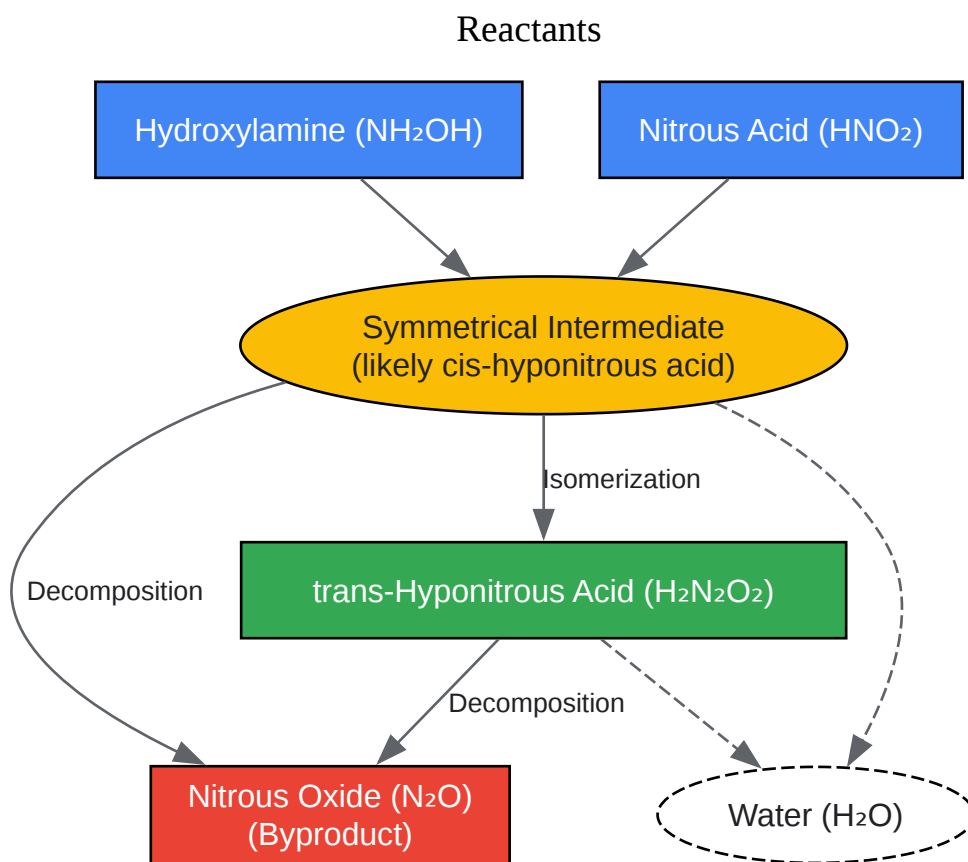 Reactants
Hydroxylamine (NH₂OH)
Nitrous Acid (HNO₂)
Symmetrical Intermediate
(likely cis-hyponitrous acid)
Isomerization
Decomposition
trans-Hyponitrous Acid (H₂N₂O₂)
Decomposition
Nitrous Oxide (N₂O)
(Byproduct)
Water (H₂O)